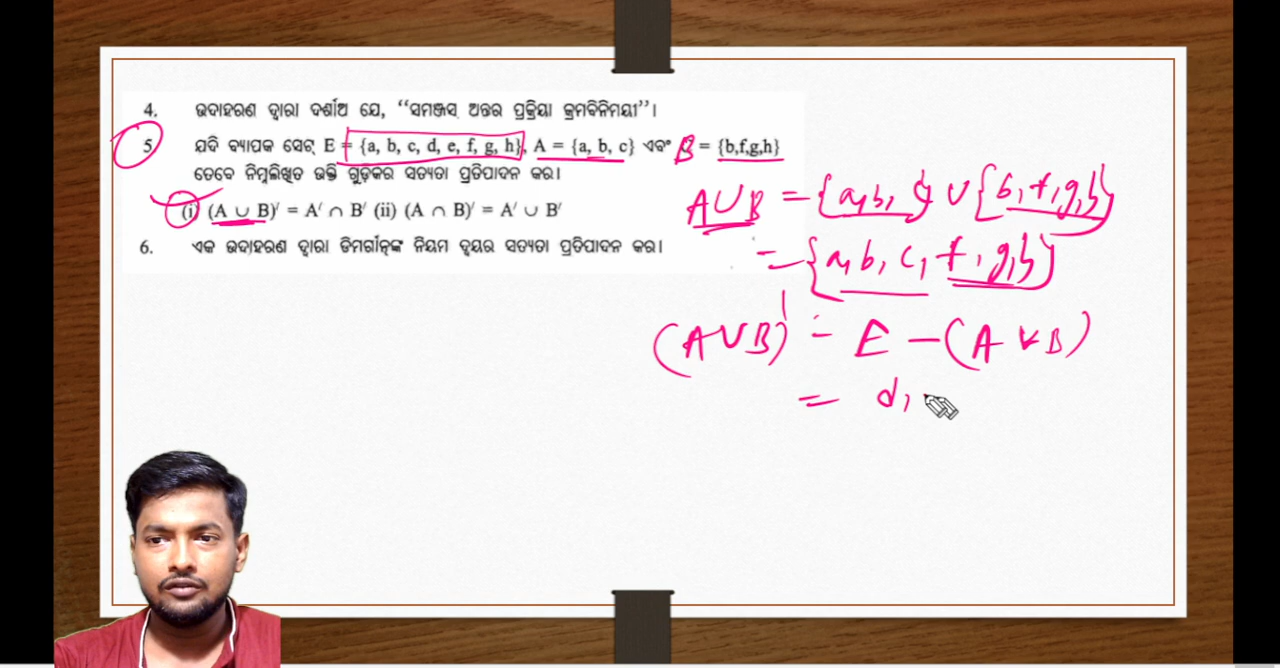 4. ଉଦାହରଣ ଦ୍ୱାରା ଦର୍ଶାଅ ଯେ, “ସମଞ୍ଜସ୍ ଅନ୍ତର ପ୍ରକ୍ରିୟା କ୍ରମବିନିମୟୀ”।
5 ଯଦି ବ୍ୟାପକ ସେଟ୍ E = {a, b, c, d, e, f, g, h}, A = {a, b, c} ଏବଂ B = {b,f,g,h}
ତେବେ ନିମ୍ନଲିଖିତ ଉକ୍ତି ଗୁଡ଼ିକର ସତ୍ୟତା ପ୍ରତିପାଦନ କର।
(i) (A ∪ B)′ = A′ ∩ B′ (ii) (A ∩ B)′ = A′ ∪ B′
6. ଏକ ଉଦାହରଣ ଦ୍ୱାରା ଡିମର୍ଗାନ୍‌ଙ୍କ ନିୟମ ଦ୍ୱୟର ସତ୍ୟତା ପ୍ରତିପାଦନ କର।
A∪B = {a,b, c} ∪ {b, f, g,h}
= {a,b, c, f, g,h}
(A∪B)′ = E – (A ∪ B)
= d,